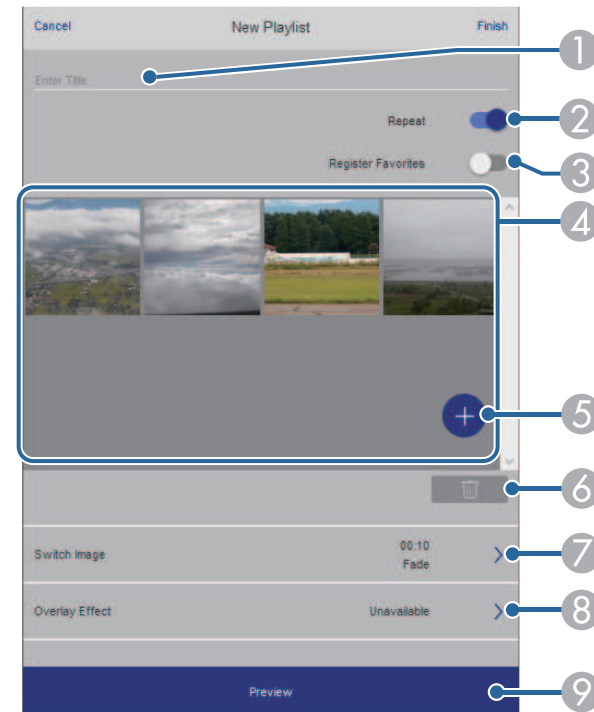 Cancel New Playlist Finish
1
Enter Title
Repeat
2
Register Favorites
3
4
5
6
Switch Image
00:10
Fade
7
Overlay Effect Unavailable
8
Preview
9